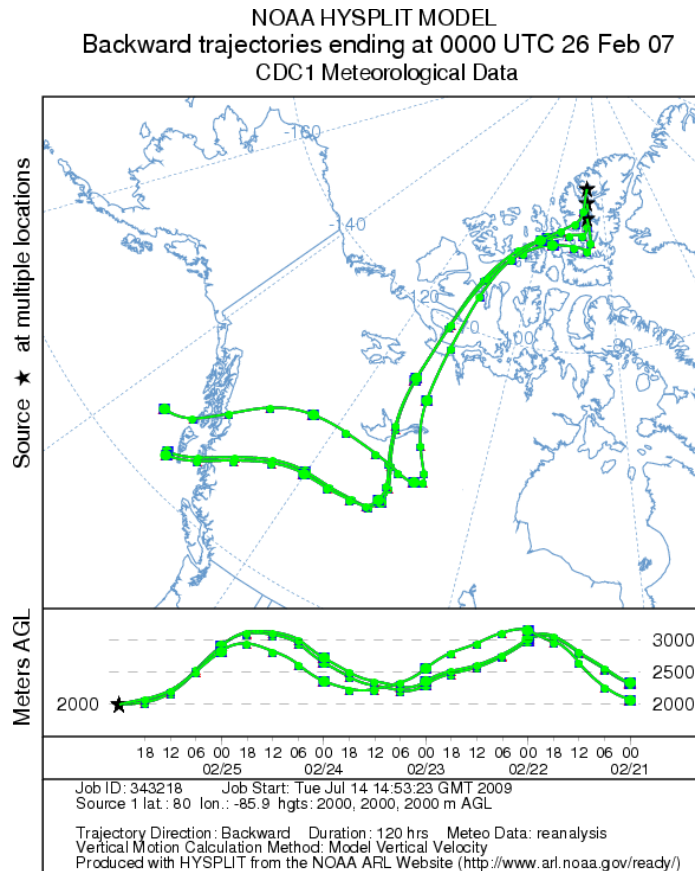 NOAA HYSPLIT MODEL
Backward trajectories ending at 0000 UTC 26 Feb 07
CDC1 Meteorological Data
Source ★ at multiple locations
-160
-140
-120
-100
-80
Meters AGL
2000
3000
2500
2000
18 12 06 00 18 12 06 00 18 12 06 00 18 12 06 00 18 12 06 00
02/25 02/24 02/23 02/22 02/21
Job ID: 343218 Job Start: Tue Jul 14 14:53:23 GMT 2009
Source 1 lat.: 80 lon.: -85.9 hgts: 2000, 2000, 2000 m AGL
Trajectory Direction: Backward Duration: 120 hrs Meteo Data: reanalysis
Vertical Motion Calculation Method: Model Vertical Velocity
Produced with HYSPLIT from the NOAA ARL Website (http://www.arl.noaa.gov/ready/)